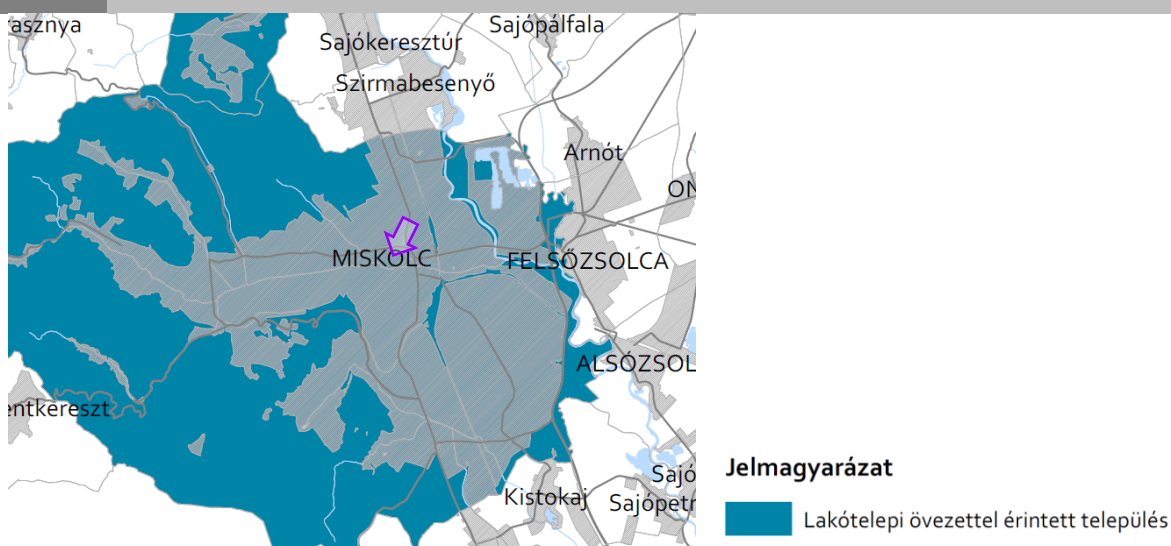 Sajópálfala
Sajókeresztúr
Szirmabesenyő
Arnót
MISKOLC
FELSŐZSOLCA
Kistokaj
Jelmagyarázat
Lakótelepi övezettel érintett település